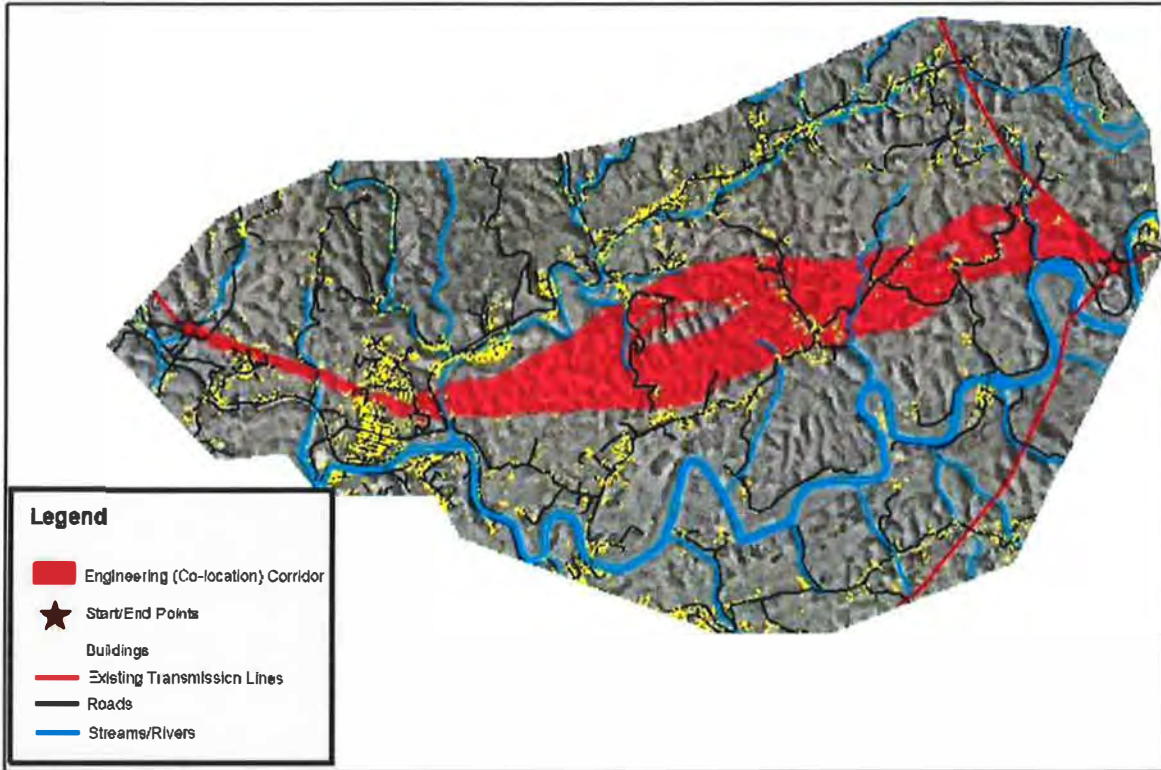 Legend
Engineering (Co-location) Corridor
Start/End Points
Buildings
Existing Transmission Lines
Roads
Streams/Rivers